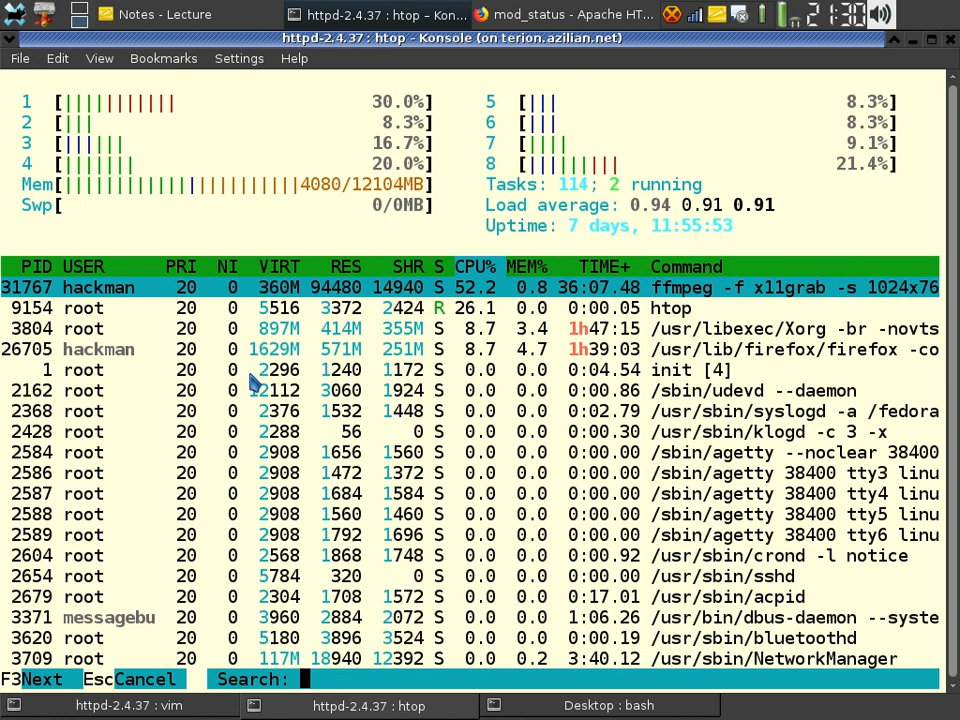 Notes - Lecture
httpd-2.4.37 : htop – Kon...
mod_status - Apache HT...
21:30
httpd-2.4.37 : htop - Konsole (on terion.azilian.net)
File Edit View Bookmarks Settings Help
1 [||||||||||| 30.0%] 5 [||| 8.3%]
2 [||| 8.3%] 6 [||| 8.3%]
3 [|||||| 16.7%] 7 [|||| 9.1%]
4 [||||||| 20.0%] 8 [||||||||| 21.4%]
Mem[|||||||||||||||||||||||4080/12104MB] Tasks: 114; 2 running
Swp[ 0/0MB] Load average: 0.94 0.91 0.91
Uptime: 7 days, 11:55:53
PID USER PRI NI VIRT RES SHR S CPU% MEM% TIME+ Command
31767 hackman 20 0 360M 94480 14940 S 52.2 0.8 36:07.48 ffmpeg -f x11grab -s 1024x76
9154 root 20 0 5516 3372 2424 R 26.1 0.0 0:00.05 htop
3804 root 20 0 897M 414M 355M S 8.7 3.4 1h47:15 /usr/libexec/Xorg -br -novts
26705 hackman 20 0 1629M 571M 251M S 8.7 4.7 1h39:03 /usr/lib/firefox/firefox -co
1 root 20 0 2296 1240 1172 S 0.0 0.0 0:04.54 init [4]
2162 root 20 0 12112 3060 1924 S 0.0 0.0 0:00.86 /sbin/udevd --daemon
2368 root 20 0 2376 1532 1448 S 0.0 0.0 0:02.79 /usr/sbin/syslogd -a /fedora
2428 root 20 0 2288 56 0 S 0.0 0.0 0:00.30 /usr/sbin/klogd -c 3 -x
2584 root 20 0 2908 1656 1560 S 0.0 0.0 0:00.00 /sbin/agetty --noclear 38400
2586 root 20 0 2908 1472 1372 S 0.0 0.0 0:00.00 /sbin/agetty 38400 tty3 linu
2587 root 20 0 2908 1684 1584 S 0.0 0.0 0:00.00 /sbin/agetty 38400 tty4 linu
2588 root 20 0 2908 1560 1460 S 0.0 0.0 0:00.00 /sbin/agetty 38400 tty5 linu
2589 root 20 0 2908 1792 1696 S 0.0 0.0 0:00.00 /sbin/agetty 38400 tty6 linu
2604 root 20 0 2568 1868 1748 S 0.0 0.0 0:00.92 /usr/sbin/crond -l notice
2654 root 20 0 5784 320 0 S 0.0 0.0 0:00.00 /usr/sbin/sshd
2679 root 20 0 2304 1708 1572 S 0.0 0.0 0:17.01 /usr/sbin/acpid
3371 messagebu 20 0 3960 2884 2072 S 0.0 0.0 1:06.26 /usr/bin/dbus-daemon --syste
3620 root 20 0 5180 3896 3524 S 0.0 0.0 0:00.19 /usr/sbin/bluetoothd
3709 root 20 0 117M 18940 12392 S 0.0 0.2 3:40.12 /usr/sbin/NetworkManager
F3Next EscCancel Search:
httpd-2.4.37 : vim
httpd-2.4.37 : htop
Desktop : bash